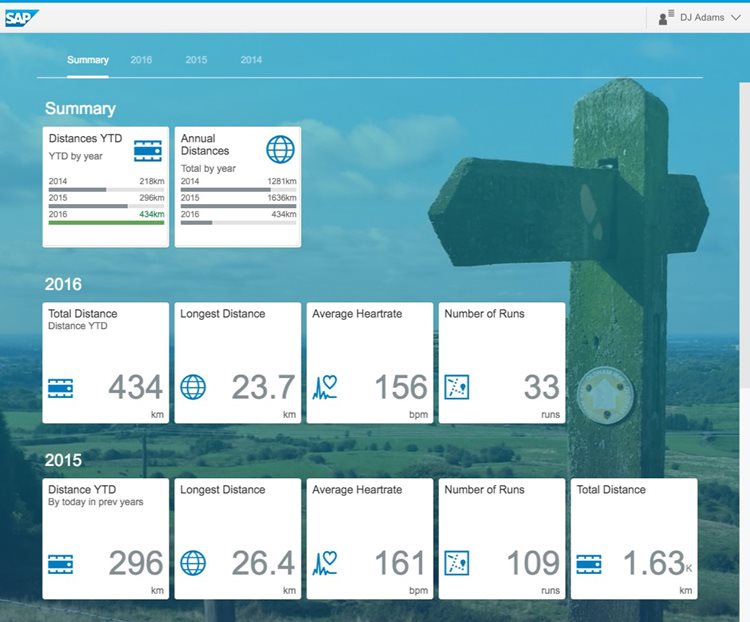 SAP
DJ Adams
Summary 2016 2015 2014
Summary
Distances YTD
YTD by year
2014 218km
2015 296km
2016 434km
Annual
Distances
Total by year
2014 1281km
2015 1636km
2016 434km
2016
Total Distance
Distance YTD
434
km
Longest Distance
23.7
km
Average Heartrate
156
bpm
Number of Runs
33
runs
2015
Distance YTD
By today in prev years
296
km
Longest Distance
26.4
km
Average Heartrate
161
bpm
Number of Runs
109
runs
Total Distance
1.63K
km